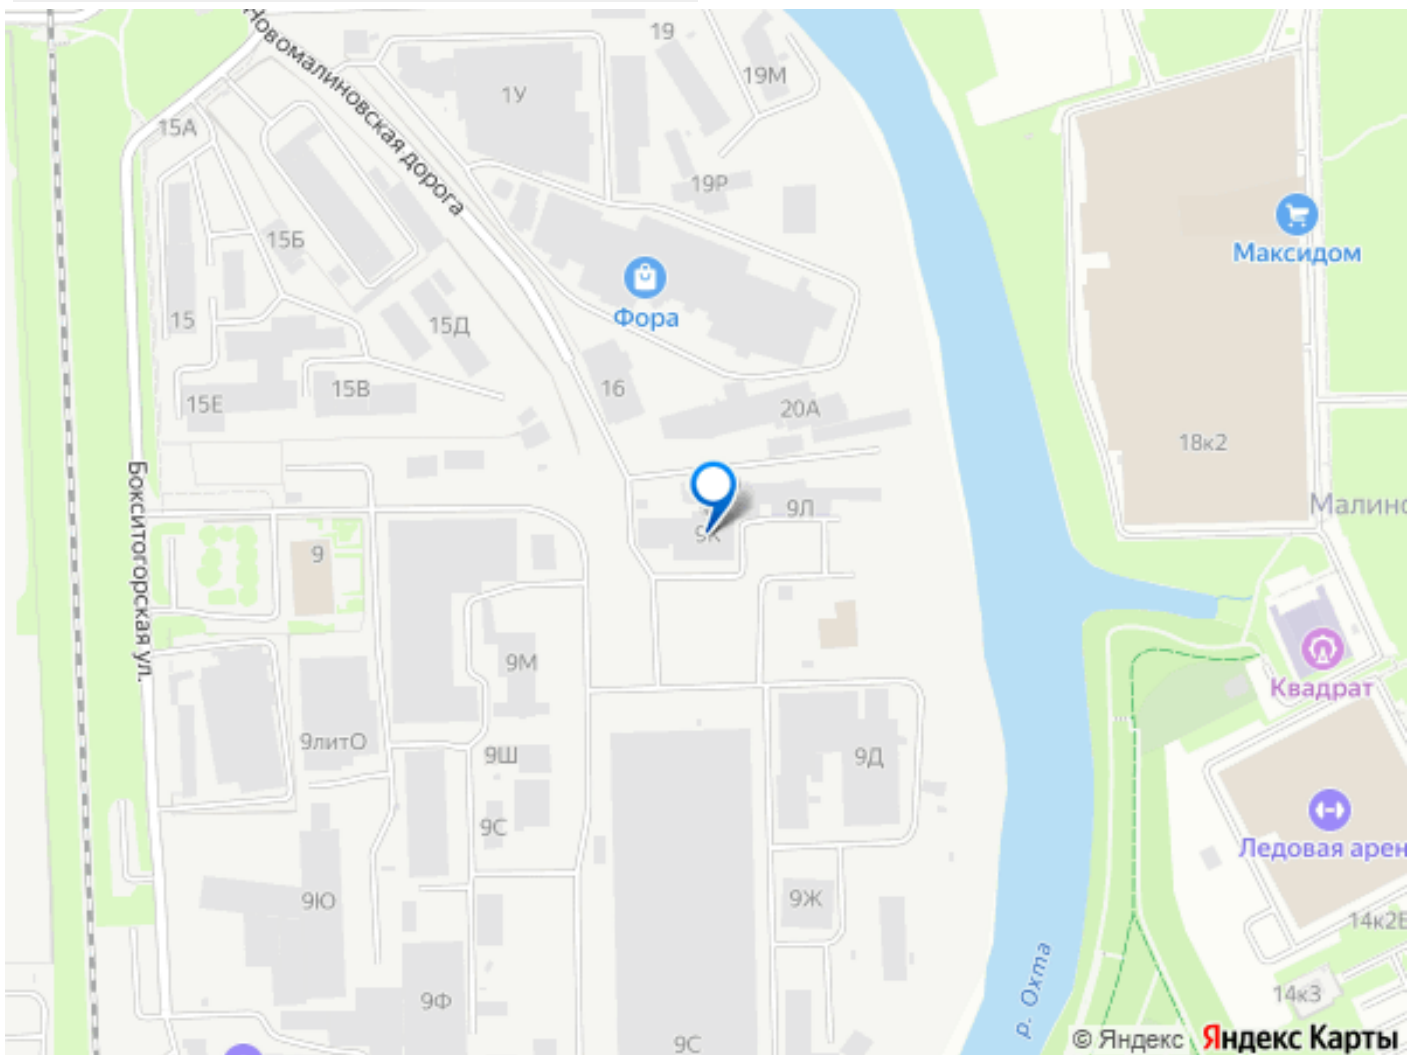 Новомалиновская дорога
19
19М
1У
15А
19Р
15Б
Максидом
Фора
15
15Д
16
15В
15Е
20А
18к2
Бокситогорская ул.
9Л
9К
9
Малино
9М
Квадрат
9литО
9Ш
9Д
9С
Ледовая арен
9Ж
9Ю
14к2Б
р. Охта
14к3
9Ф
9С
© Яндекс Яндекс Карты